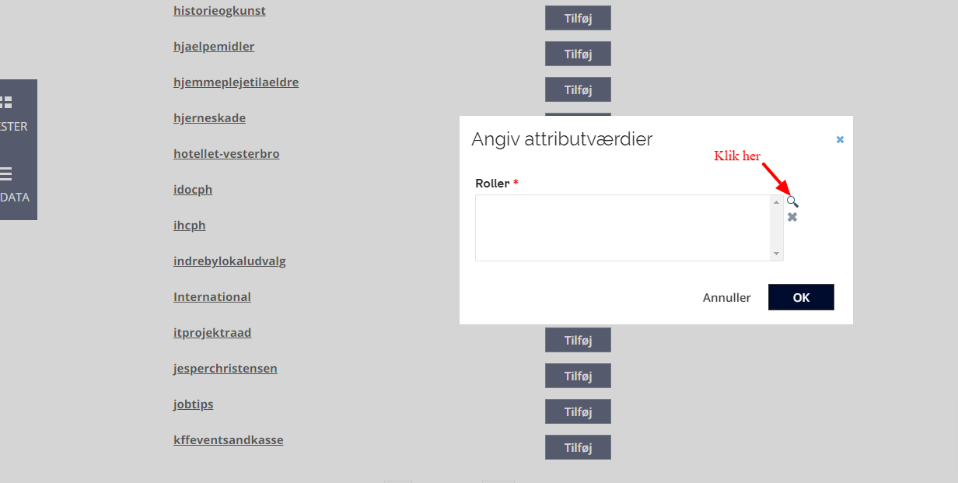 historieogkunst Tilføj
hjaelpemidler Tilføj
hjemmeplejetilaeldre Tilføj
hjerneskade
hotellet-vesterbro
idocph
ihcph
indrebylokaludvalg
International
itprojektraad Tilføj
jesperchristensen Tilføj
jobtips Tilføj
kffeventsandkasse Tilføj
STER
DATA
Angiv attributværdier
Klik her
Roller *
Annuller OK